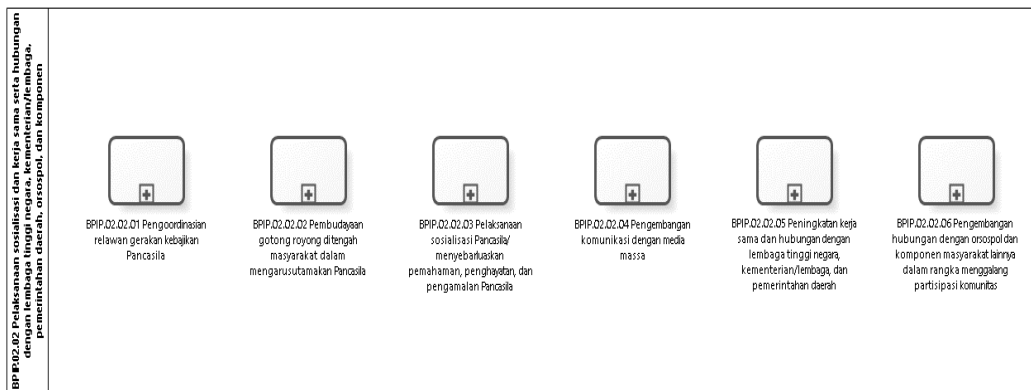 BPIP.02.02 Pelaksanaan sosialisasi dan kerja sama serta hubungan
dengan lembaga tinggi negara, kementerian/lembaga,
pemerintahan daerah, orsospol, dan komponen
BPIP.02.02.01 Pengoordinasian
relawan gerakan kebajikan
Pancasila
BPIP.02.02.02 Pembudayaan
gotong royong ditengah
masyarakat dalam
mengarusutamakan Pancasila
BPIP.02.02.03 Pelaksanaan
sosialisasi Pancasila/
menyebarluaskan
pemahaman, penghayatan, dan
pengamalan Pancasila
BPIP.02.02.04 Pengembangan
komunikasi dengan media
massa
BPIP.02.02.05 Peningkatan kerja
sama dan hubungan dengan
lembaga tinggi negara,
kementerian/lembaga, dan
pemerintahan daerah
BPIP.02.02.06 Pengembangan
hubungan dengan orsospol dan
komponen masyarakat lainnya
dalam rangka menggalang
partisipasi komunitas